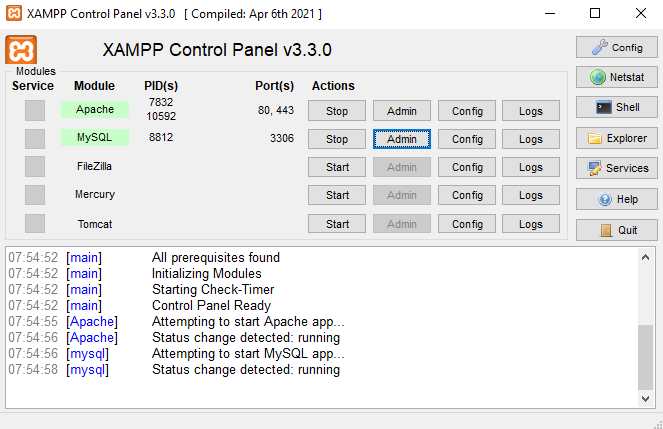 XAMPP Control Panel v3.3.0 [ Compiled: Apr 6th 2021 ]
XAMPP Control Panel v3.3.0
Config
Modules
Service Module PID(s) Port(s) Actions
Netstat
Apache 7832 10592 80, 443 Stop Admin Config Logs
Shell
MySQL 8812 3306 Stop Admin Config Logs
Explorer
FileZilla Start Admin Config Logs
Services
Mercury Start Admin Config Logs
Help
Tomcat Start Admin Config Logs
Quit
07:54:52 [main] All prerequisites found
07:54:52 [main] Initializing Modules
07:54:52 [main] Starting Check-Timer
07:54:52 [main] Control Panel Ready
07:54:55 [Apache] Attempting to start Apache app...
07:54:56 [Apache] Status change detected: running
07:54:56 [mysql] Attempting to start MySQL app...
07:54:58 [mysql] Status change detected: running